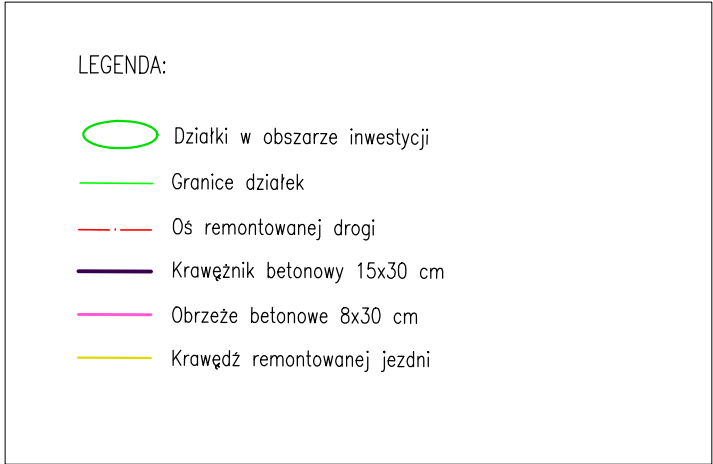 LEGENDA:
Działki w obszarze inwestycji
Granice działek
Oś remontowanej drogi
Krawężnik betonowy 15x30 cm
Obrzeże betonowe 8x30 cm
Krawędź remontowanej jezdni